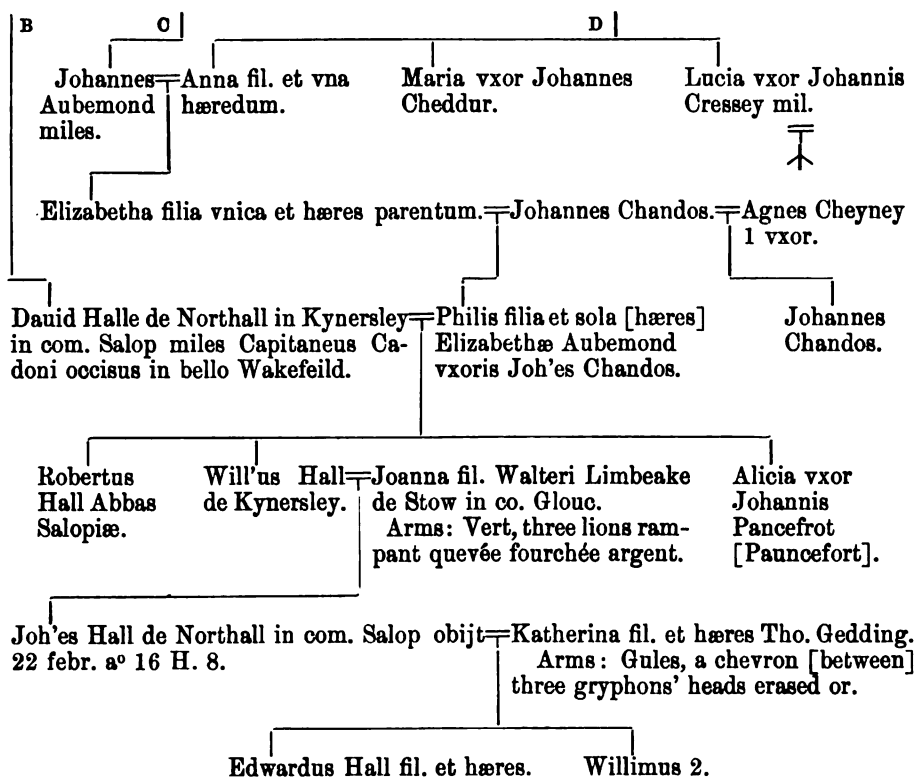 B C D
Johannes Anna fil. et vna Maria vxor Johannes Lucia vxor Johannis
Aubemond hæredum. Cheddur. Cressey mil.
miles.
Elizabetha filia vnica et hæres parentum. Johannes Chandos. Agnes Cheyney
1 vxor.
Dauid Halle de Northall in Kynersley Philis filia et sola [hæres] Johannes
in com. Salop miles Capitaneus Ca- Elizabethæ Aubemond Chandos.
doni occisus in bello Wakefeild. vxoris Joh'es Chandos.
Robertus Will'us Hall Joanna fil. Walteri Limbeake Alicia vxor
Hall Abbas de Kynersley. de Stow in co. Glouc. Johannis
Salopiæ. Arms: Vert, three lions ram- Pancefrot
pant quevée fourchée argent. [Pauncefort].
Joh'es Hall de Northall in com. Salop obijt Katherina fil. et hæres Tho. Gedding.
22 febr. aº 16 H. 8. Arms: Gules, a chevron [between]
three gryphons' heads erased or.
Edwardus Hall fil. et hæres. Willimus 2.